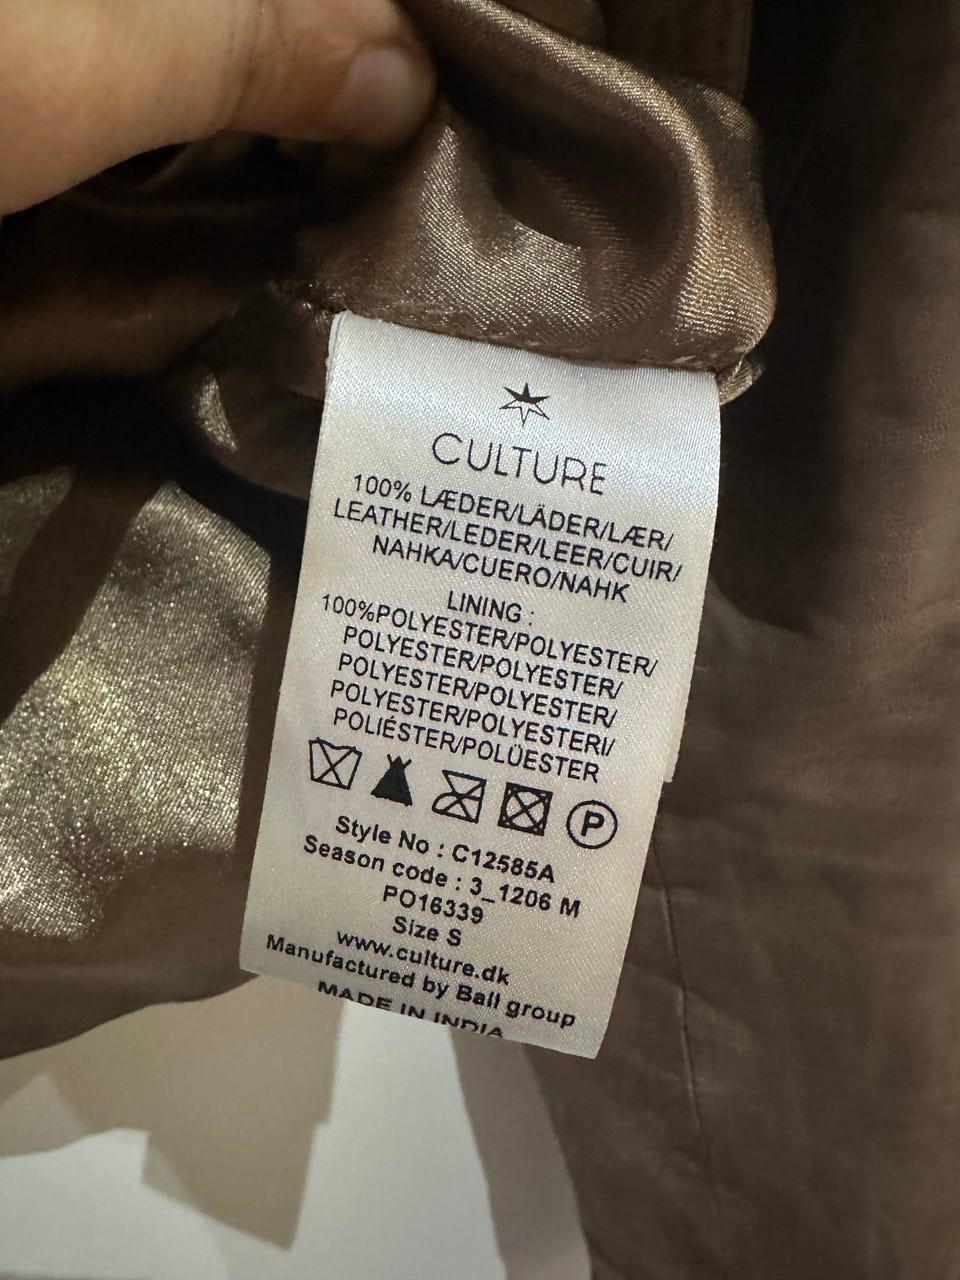 CULTURE
100% LÆDER/LÄDER/LÆR/
LEATHER/LEDER/LEER/CUIR/
NAHKA/CUERO/NAHK
LINING :
100%POLYESTER/POLYESTER/
POLYESTER/POLYESTER/
POLYESTER/POLYESTER/
POLYESTER/POLYESTERI/
POLIÉSTER/POLÜESTER
P
Style No : C12585A
Season code : 3_1206 M
PO16339
Size S
www.culture.dk
Manufactured by Ball group
MADE IN INDIA